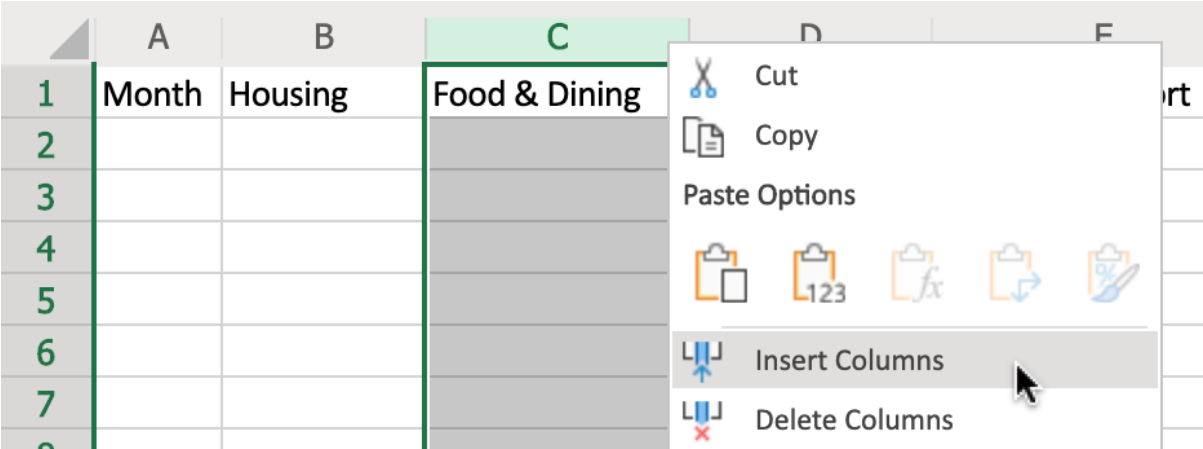 A B C D E
1 Month Housing Food & Dining
2
3
4
5
6
7
Cut
Copy
Paste Options
123 fx %
Insert Columns
Delete Columns